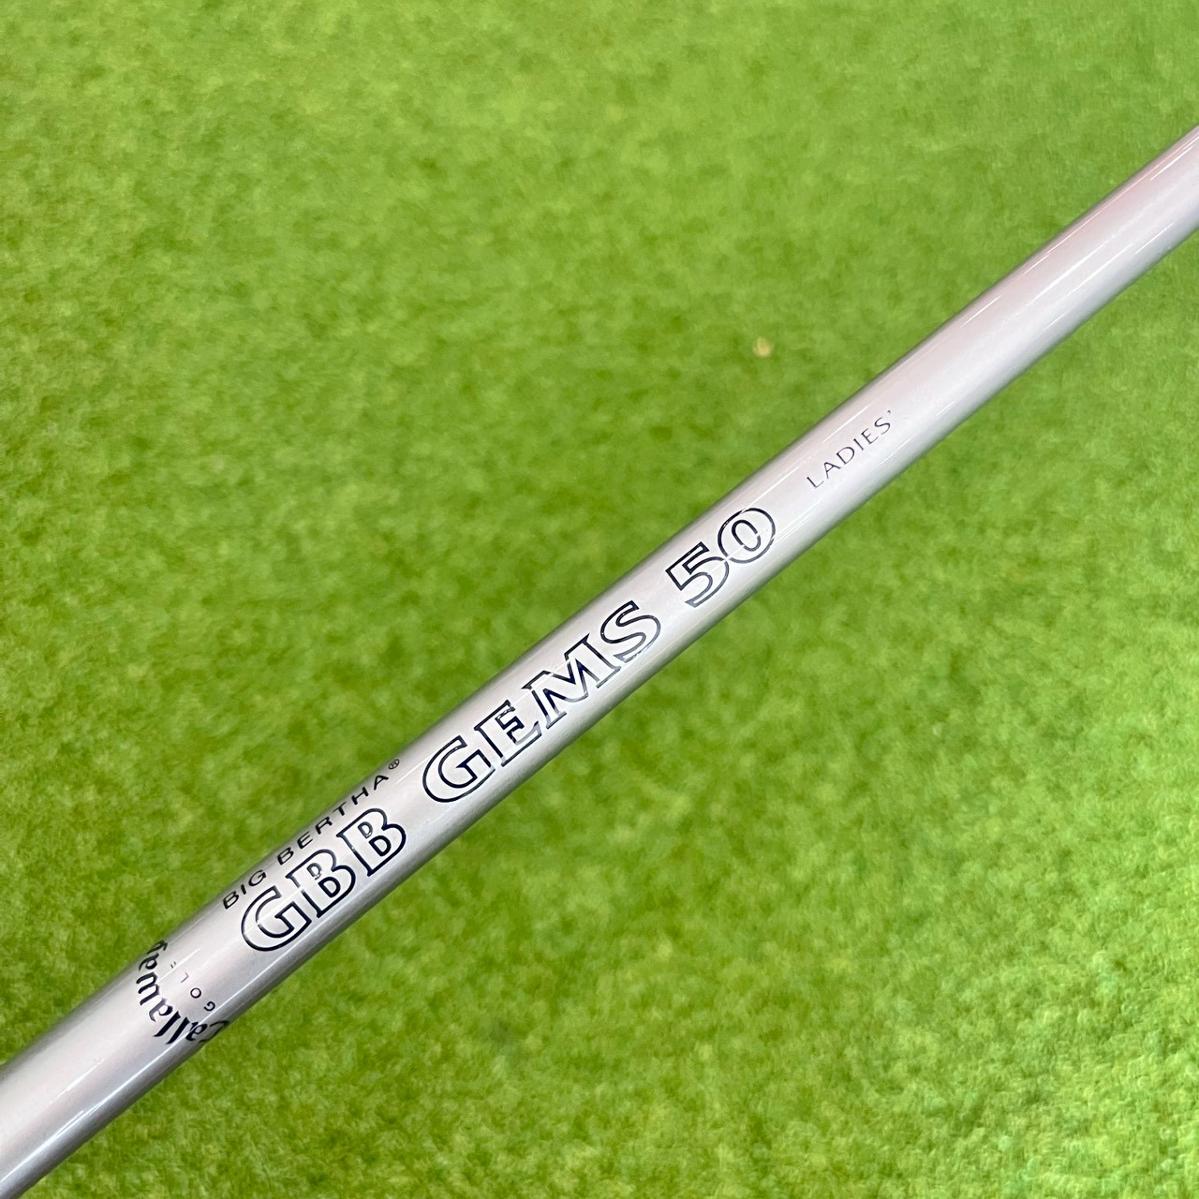 Callaway
GOLF
BIG BERTHA®
GBB GEMS 50
LADIES'